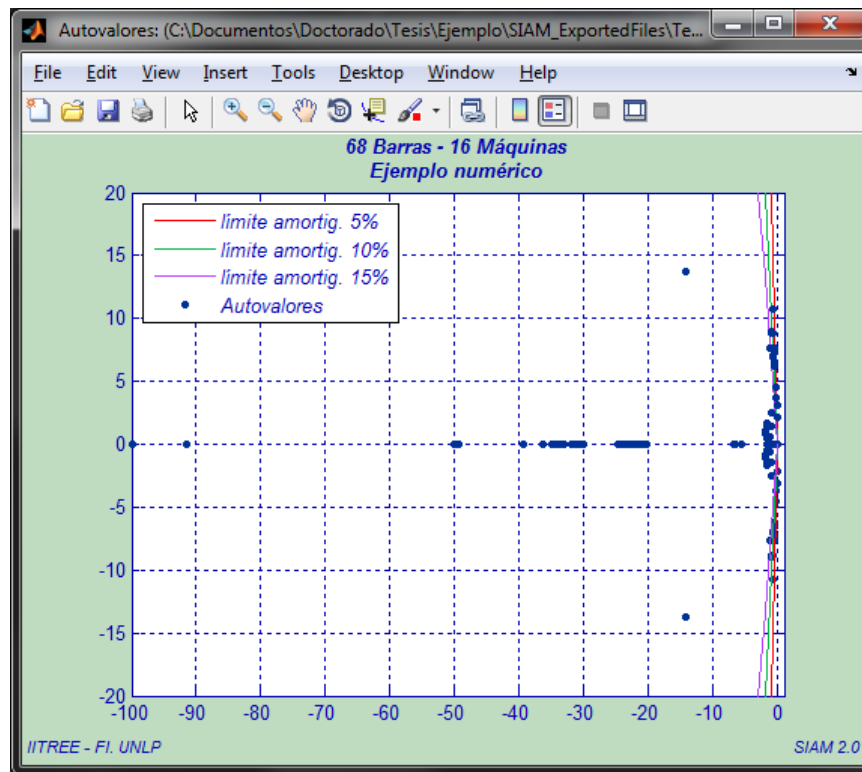 Autovalores: (C:\Documentos\Doctorado\Tesis\Ejemplo\SIAM_ExportedFiles\Te...
File Edit View Insert Tools Desktop Window Help
68 Barras - 16 Máquinas
Ejemplo numérico
límite amortig. 5%
límite amortig. 10%
límite amortig. 15%
Autovalores
20
15
10
5
0
-5
-10
-15
-20
-100 -90 -80 -70 -60 -50 -40 -30 -20 -10 0
IITREE - FI. UNLP
SIAM 2.0